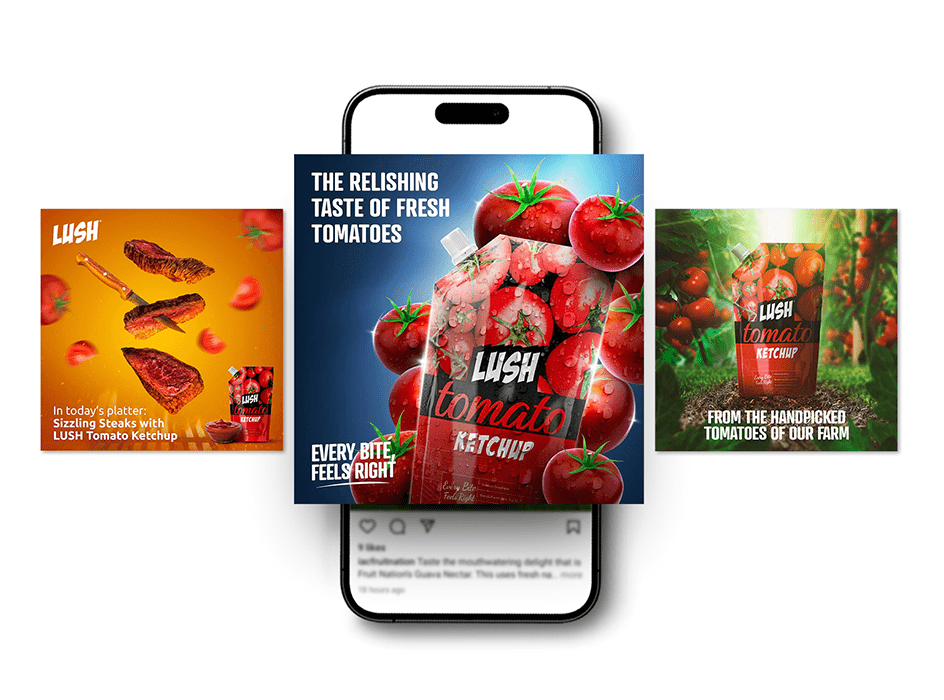 LUSH
In today's platter:
Sizzling Steaks with
LUSH Tomato Ketchup
LUSH
tomato
KETCHUP
THE RELISHING
TASTE OF FRESH
TOMATOES
LUSH
tomato
KETCHUP
Every Bite
Feels Right
EVERY BITE,
FEELS RIGHT
LUSH
tomato
KETCHUP
Every Bite
Feels Right
FROM THE HANDPICKED
TOMATOES OF OUR FARM
9 likes
iacfruitnation Taste the mouthwatering delight that is
Fruit Nation's Guava Nectar. This uses fresh na... more
18 hours ago